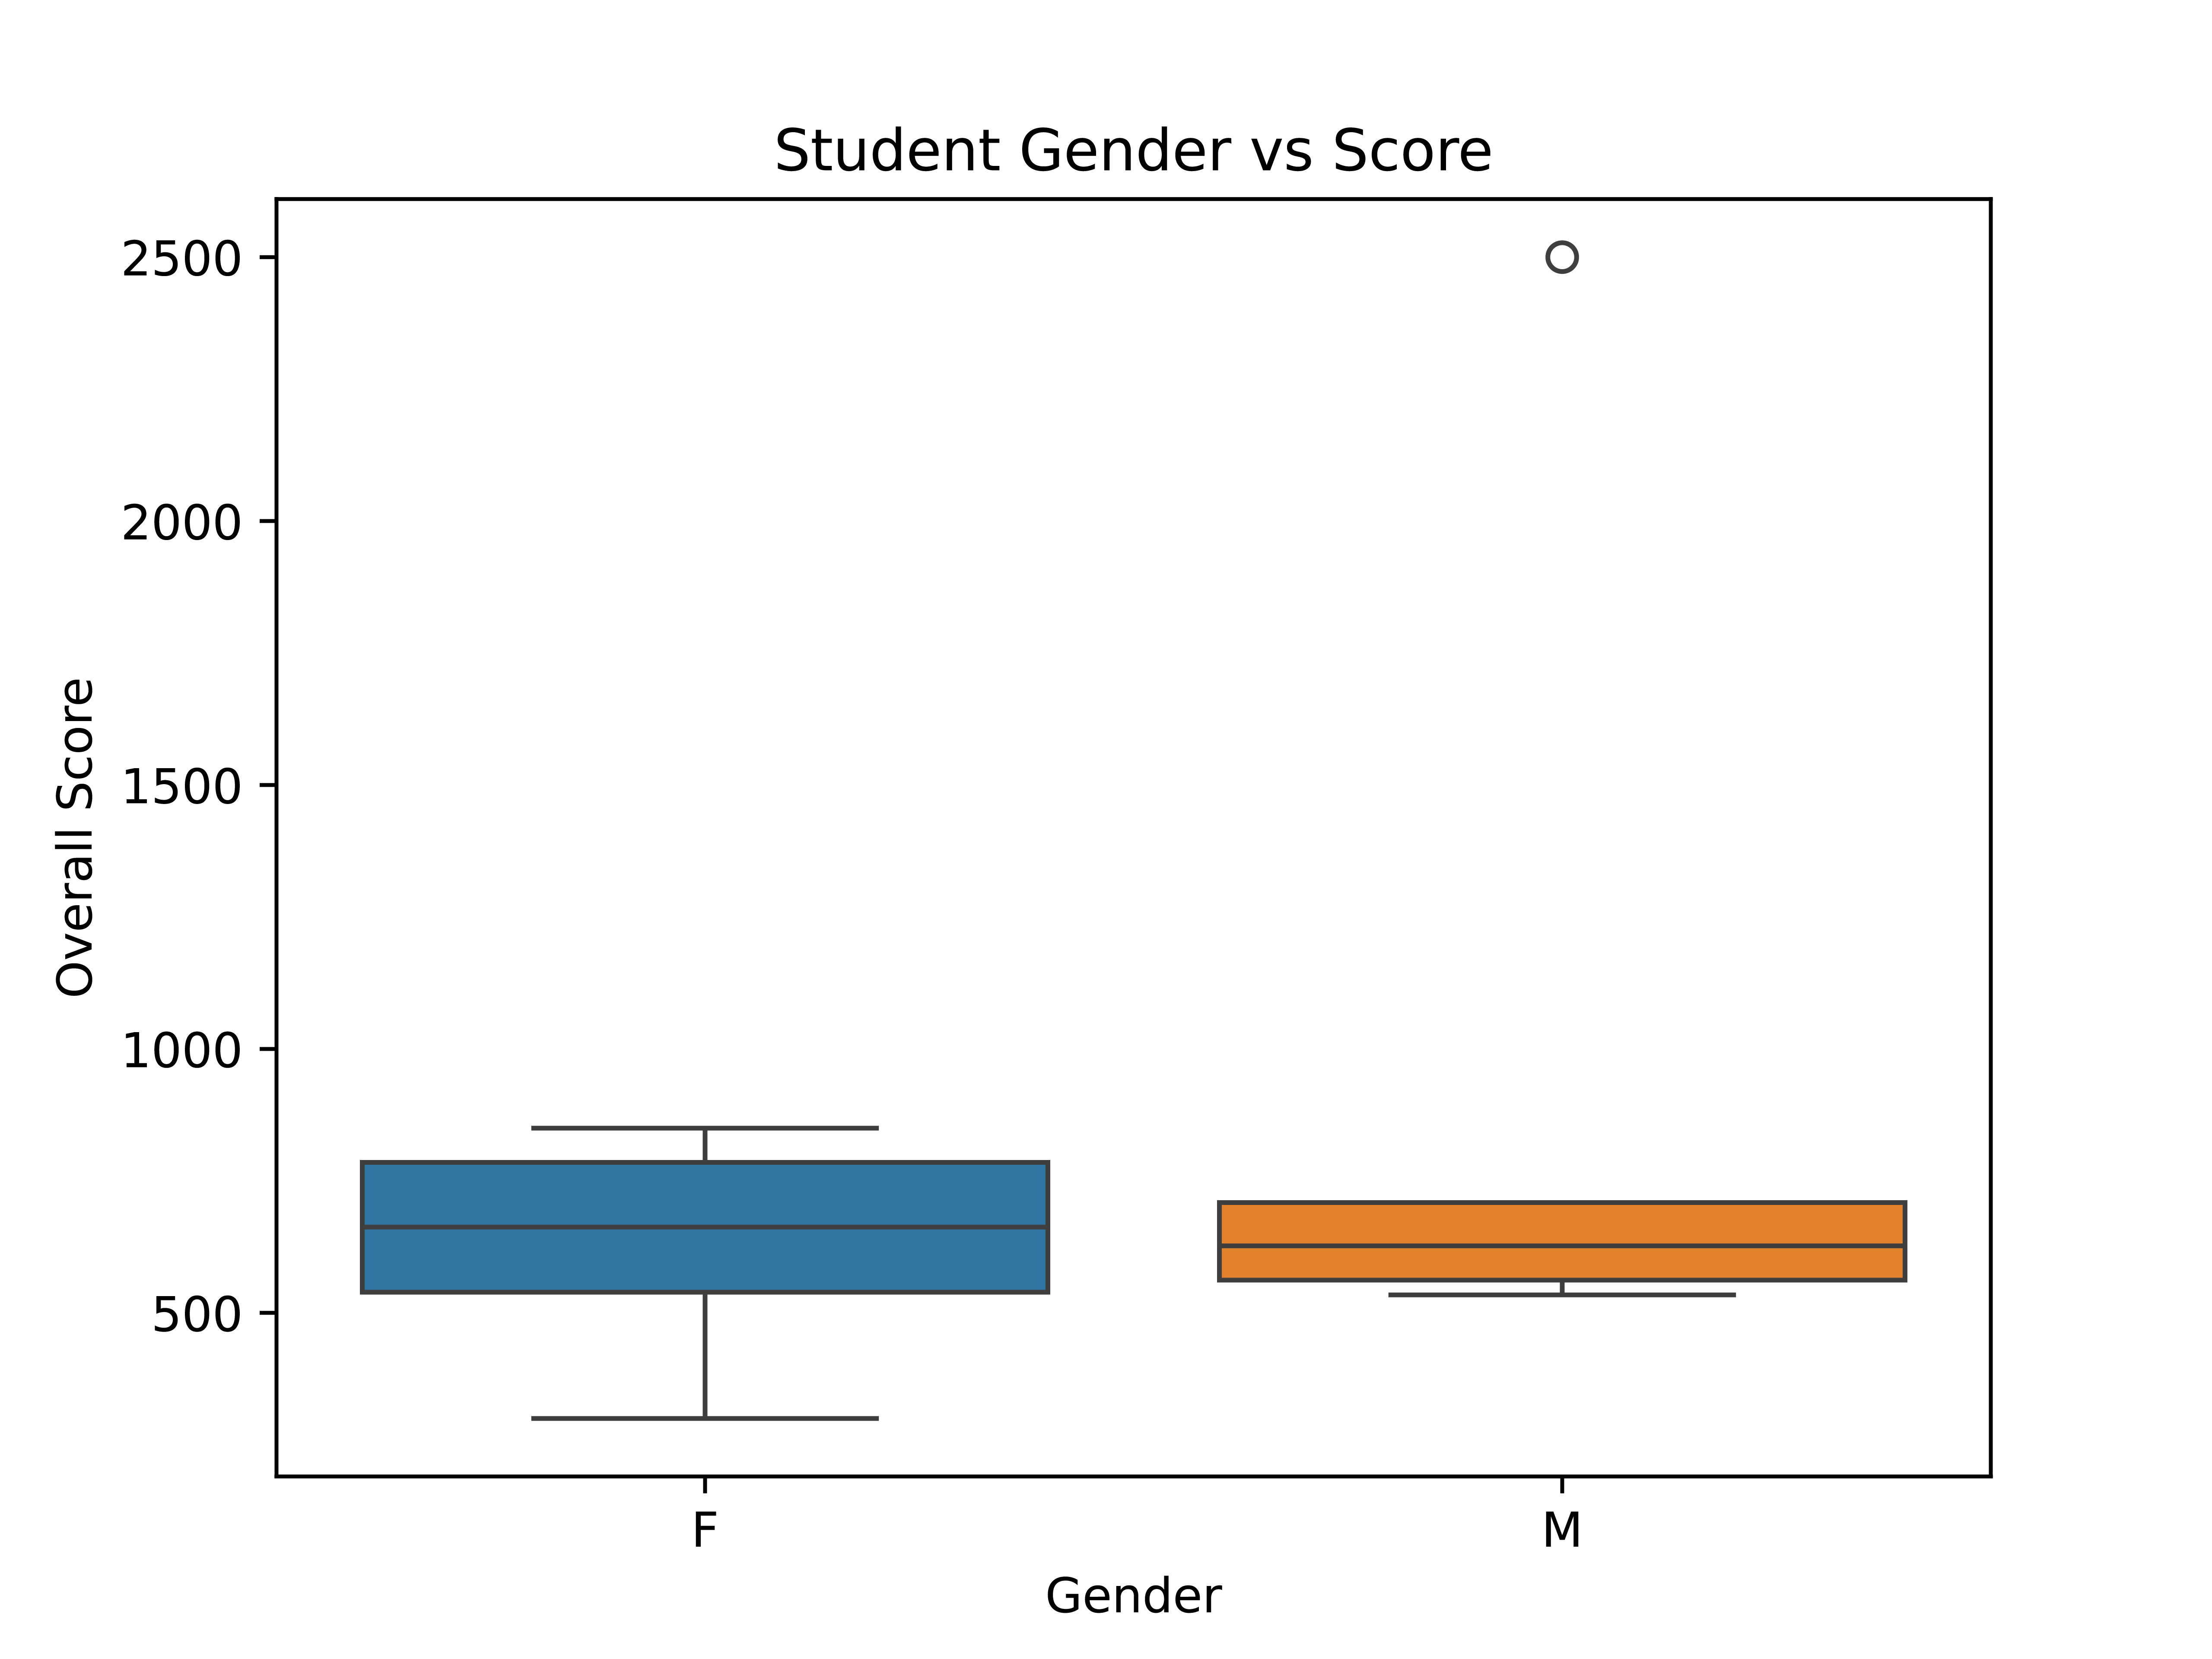 Student Gender vs Score
Overall Score
2500
2000
1500
1000
500
F
M
Gender